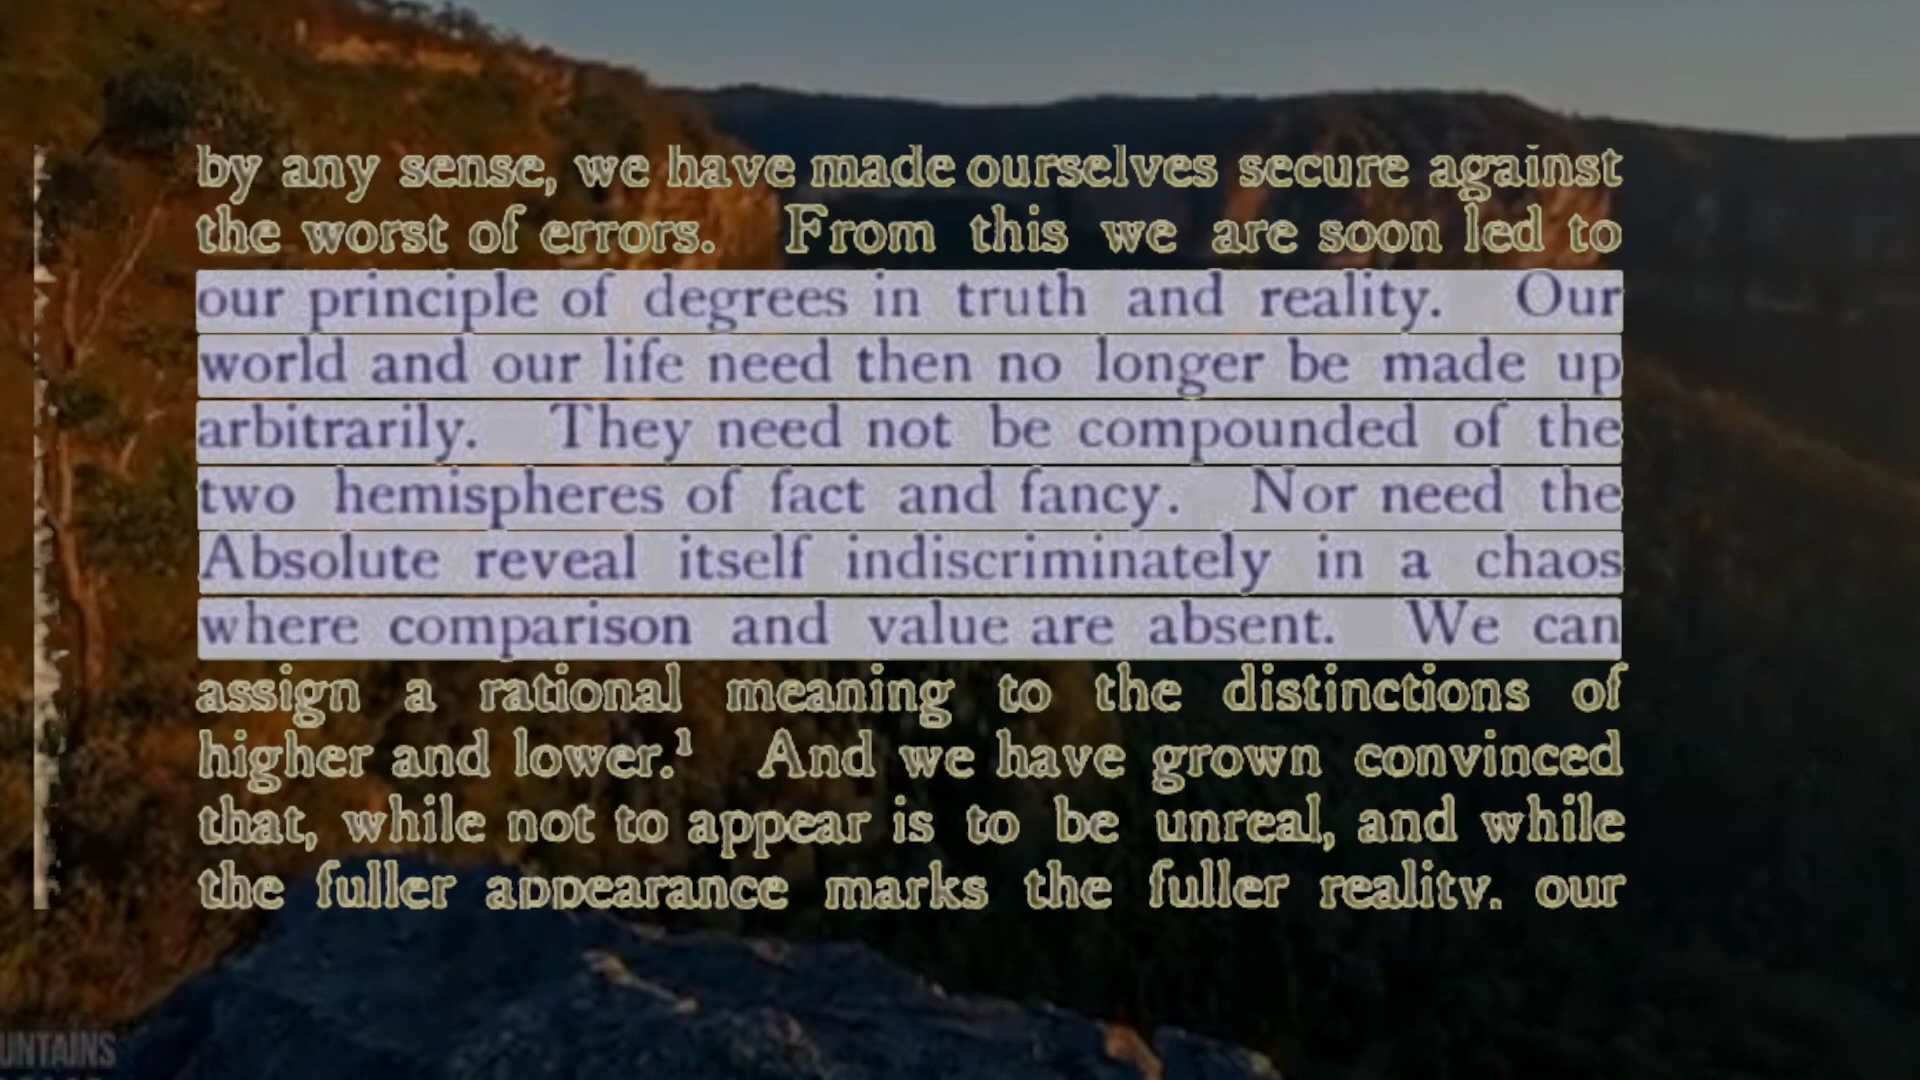 by any sense, we have made ourselves secure against
the worst of errors. From this we are soon led to
our principle of degrees in truth and reality. Our
world and our life need then no longer be made up
arbitrarily. They need not be compounded of the
two hemispheres of fact and fancy. Nor need the
Absolute reveal itself indiscriminately in a chaos
where comparison and value are absent. We can
assign a rational meaning to the distinctions of
higher and lower.¹ And we have grown convinced
that, while not to appear is to be unreal, and while
the fuller appearance marks the fuller reality, our
UNTAINS